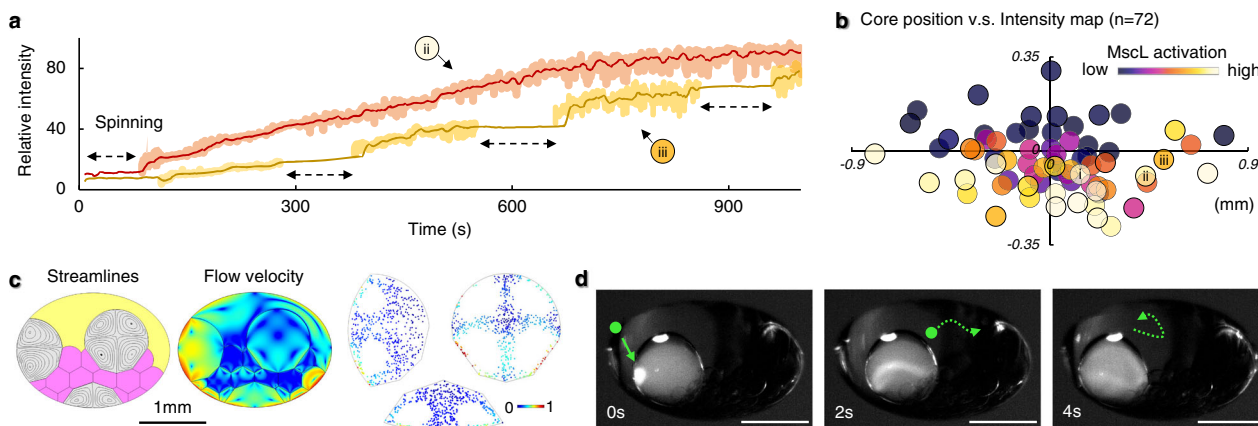 a
Relative intensity
80
40
0
Spinning
ii
iii
0
300
600
900
Time (s)
b
Core position v.s. Intensity map (n=72)
0.35
MscL activation
low
high
-0.9
0
0.9
i
ii
iii
(mm)
-0.35
c
Streamlines
Flow velocity
1mm
0
1
d
0s
2s
4s